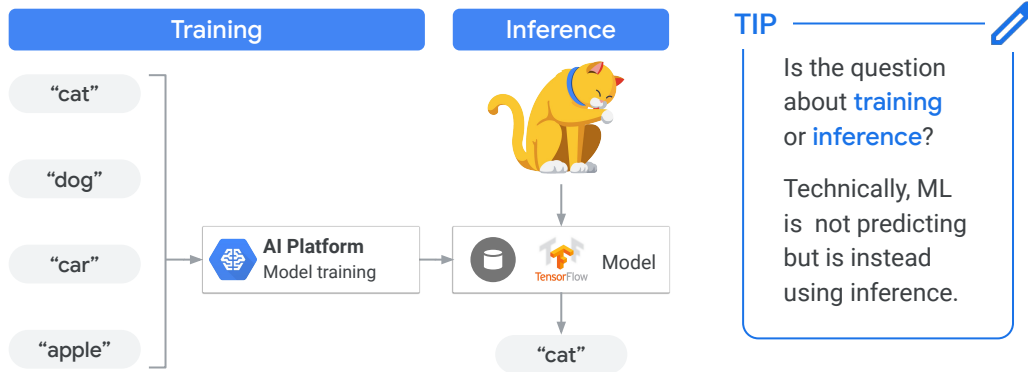 Training
Inference
“cat”
“dog”
“car”
“apple”
AI Platform
Model training
TensorFlow
Model
“cat”
TIP
Is the question
about training
or inference?
Technically, ML
is not predicting
but is instead
using inference.